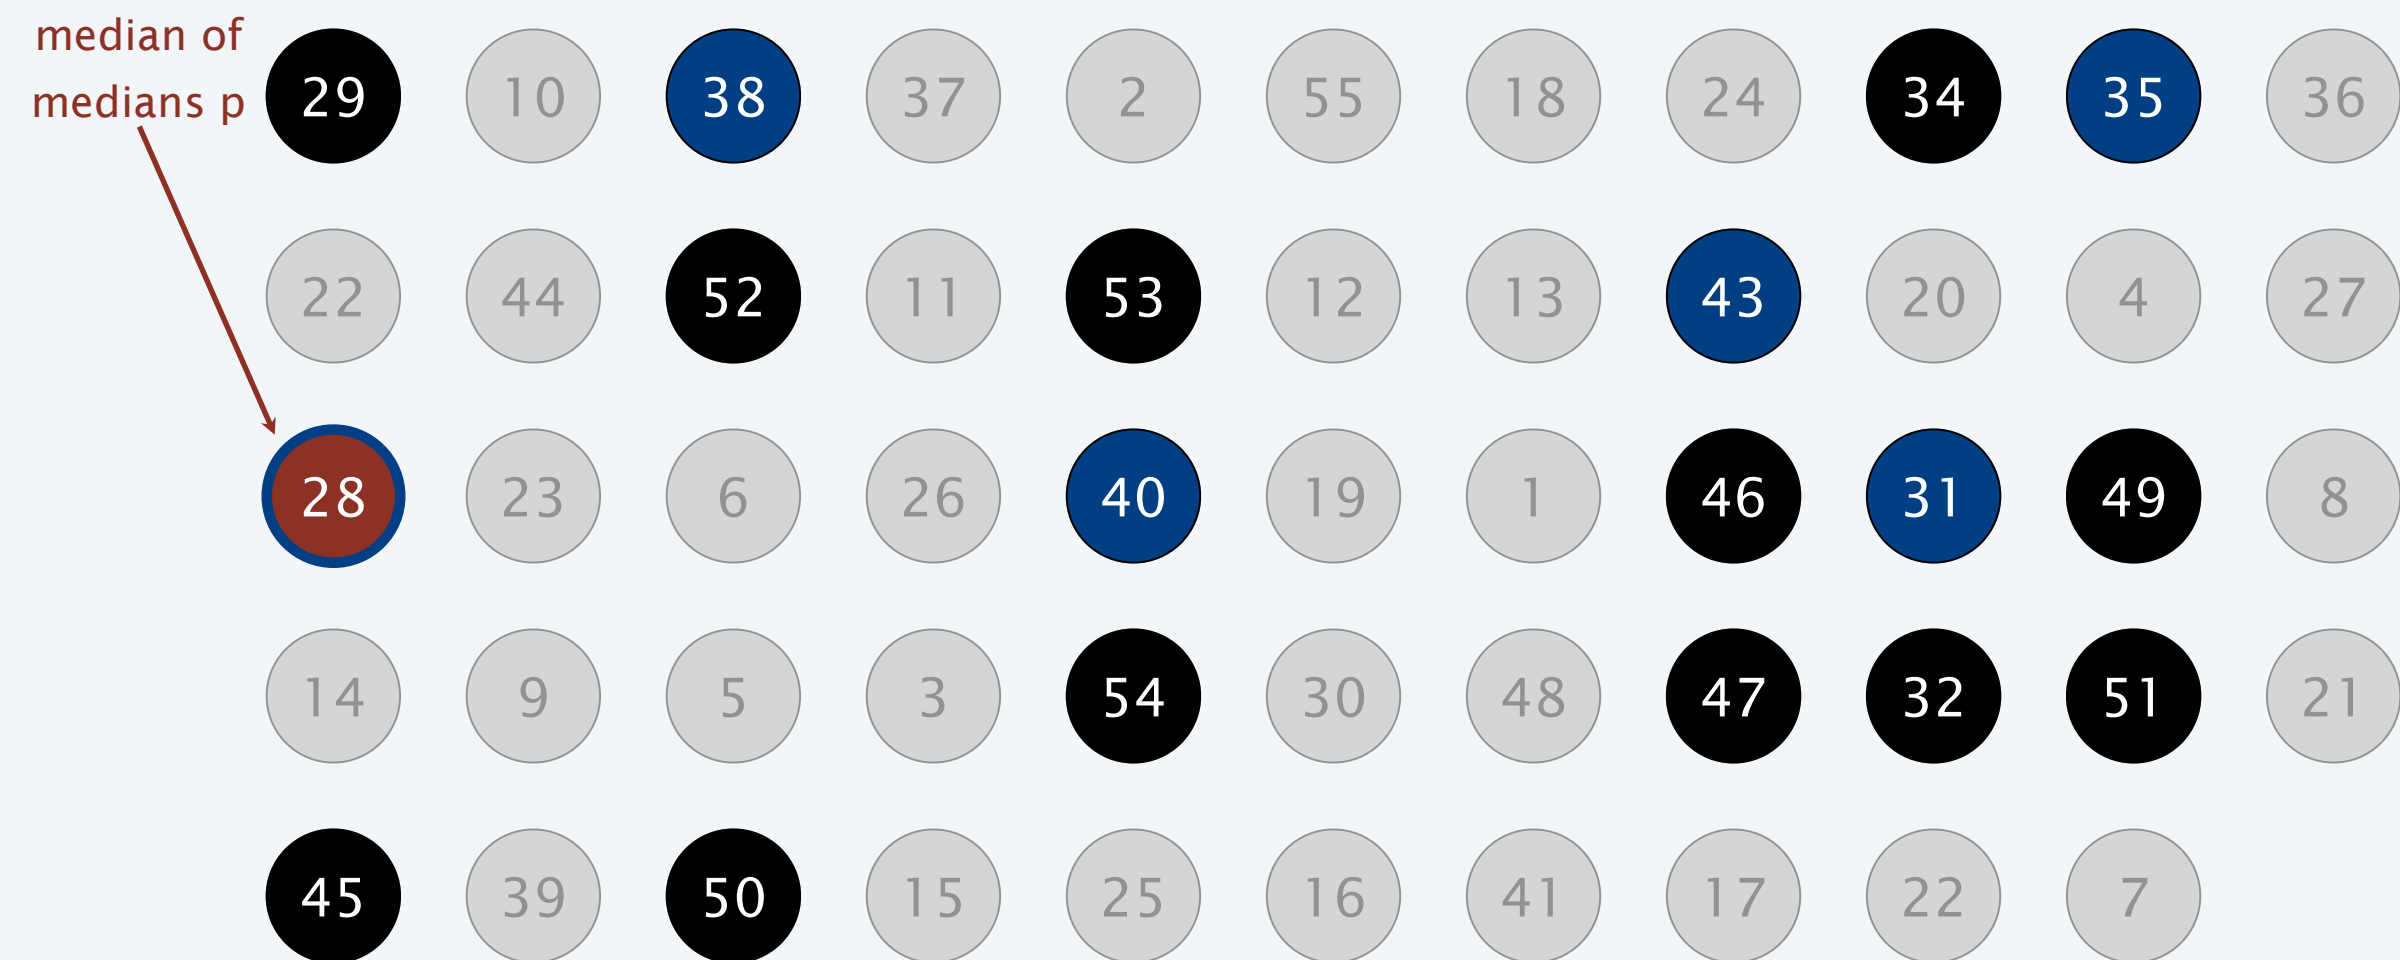 median of
medians p
29 10 38 37 2 55 18 24 34 35 36
22 44 52 11 53 12 13 43 20 4 27
28 23 6 26 40 19 1 46 31 49 8
14 9 5 3 54 30 48 47 32 51 21
45 39 50 15 25 16 41 17 22 7